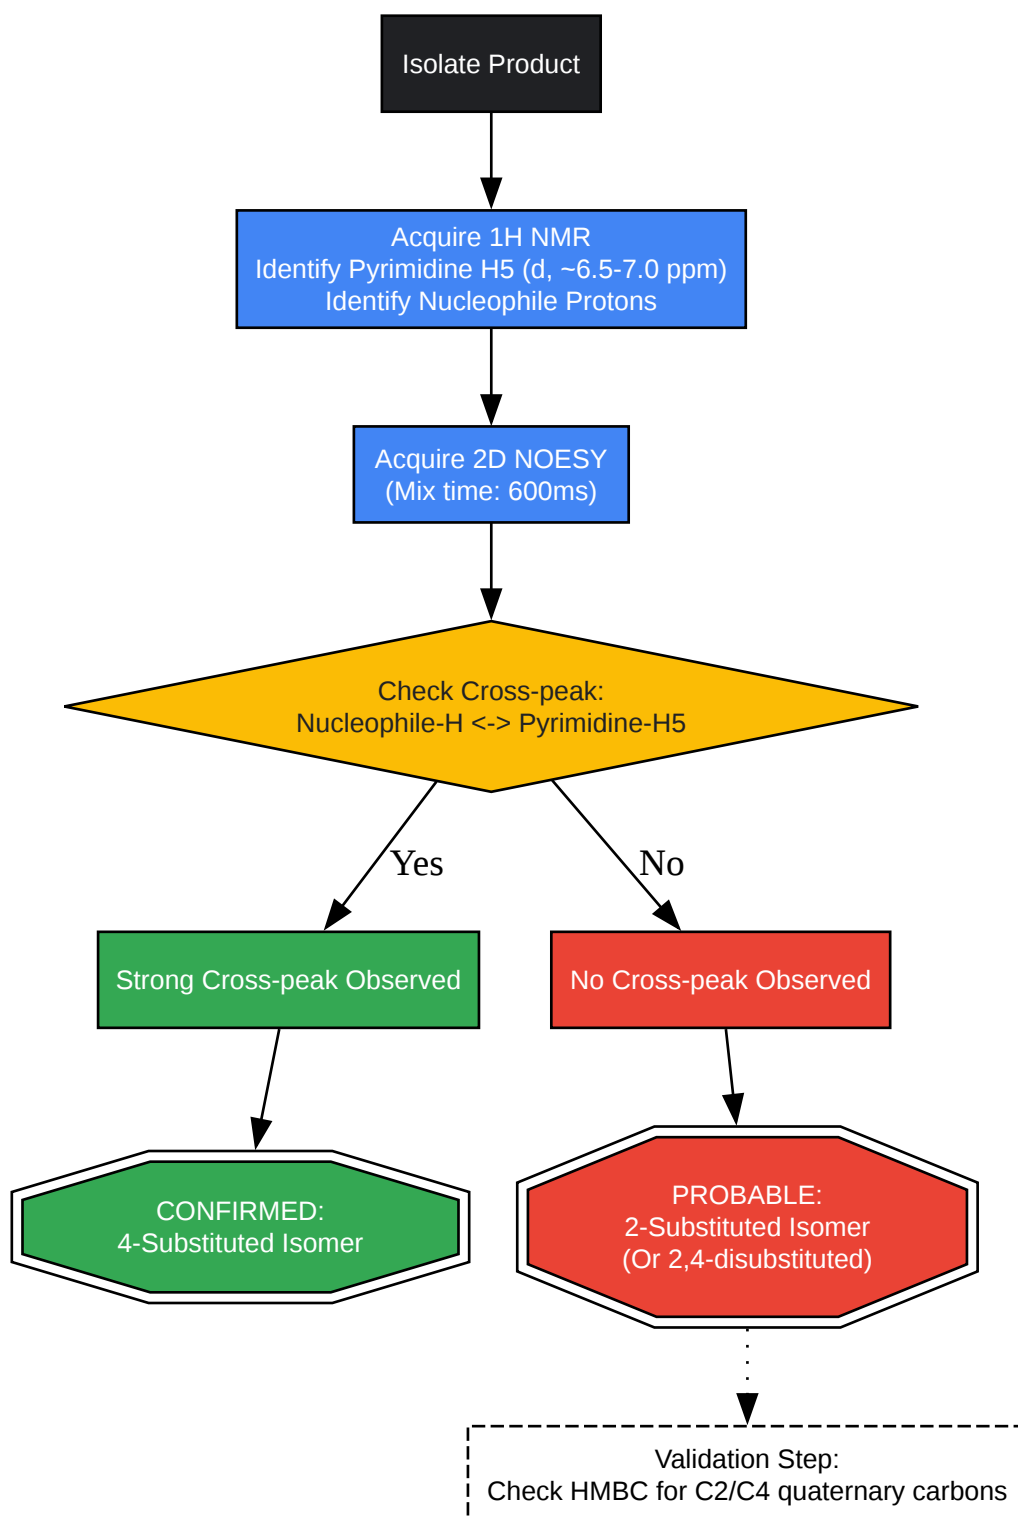 Isolate Product
Acquire 1H NMR
Identify Pyrimidine H5 (d, ~6.5-7.0 ppm)
Identify Nucleophile Protons
Acquire 2D NOESY
(Mix time: 600ms)
Check Cross-peak:
Nucleophile-H <-> Pyrimidine-H5
Yes
No
Strong Cross-peak Observed
No Cross-peak Observed
CONFIRMED:
4-Substituted Isomer
PROBABLE:
2-Substituted Isomer
(Or 2,4-disubstituted)
Validation Step:
Check HMBC for C2/C4 quaternary carbons